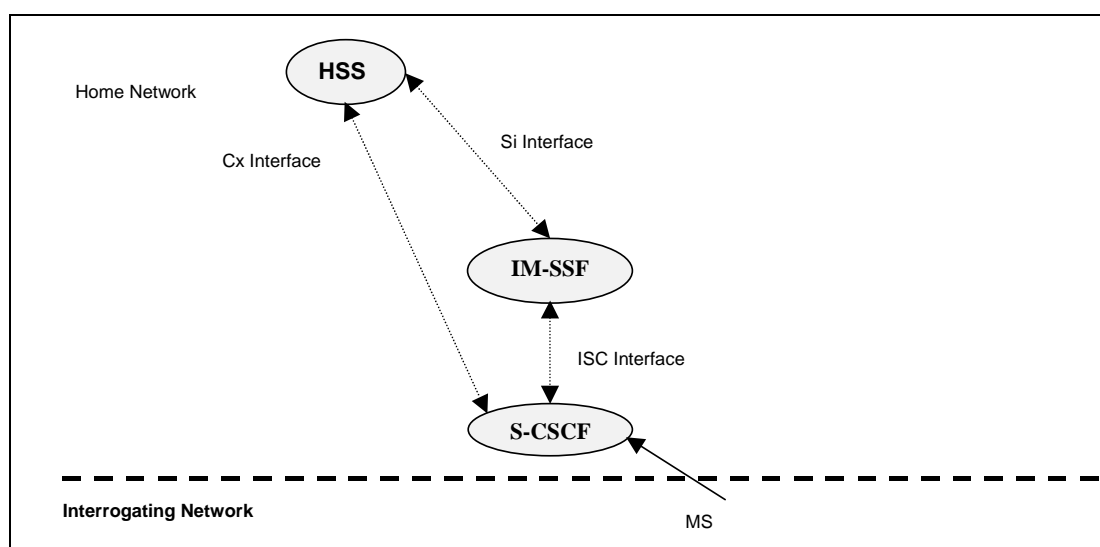 HSS
Home Network
Si Interface
Cx Interface
IM-SSF
ISC Interface
S-CSCF
Interrogating Network
MS